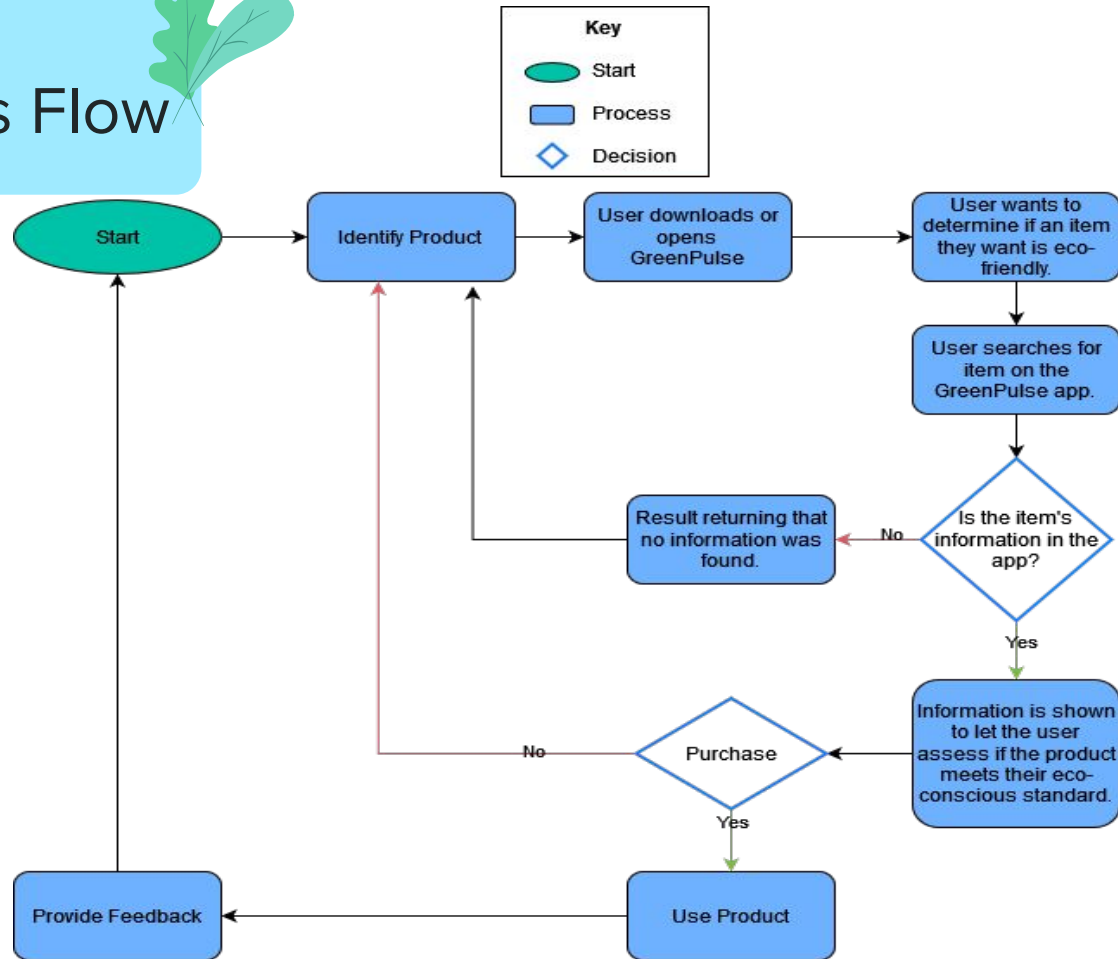 s Flow
Key
Start
Process
Decision
Start
Identify Product
User downloads or
opens
GreenPulse
User wants to
determine if an item
they want is eco-
friendly.
User searches for
item on the
GreenPulse app.
Is the item's
information in the
app?
No
Result returning that
no information was
found.
Yes
Information is shown
to let the user
assess if the product
meets their eco-
conscious standard.
Purchase
No
Yes
Use Product
Provide Feedback